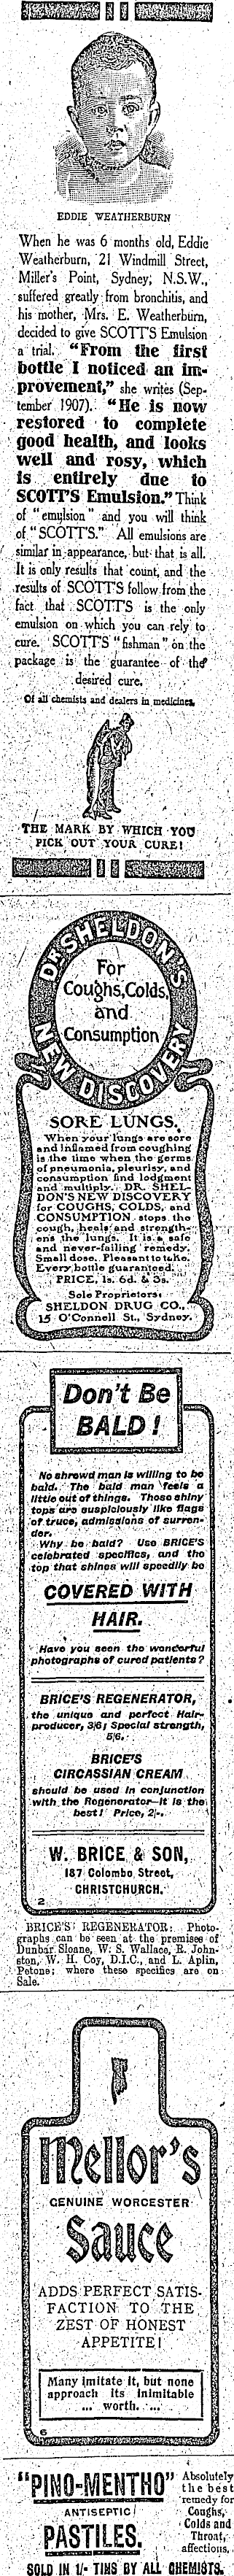 EDDIE WEATHERBURN
When he was 6 months old, Eddie
Weatherburn, 21 Windmill Street,
Miller's Point, Sydney, N.S.W.,
suffered greatly from bronchitis, and
his mother, Mrs. E. Weatherburn,
decided to give SCOTT'S Emulsion
a trial. "From the first
bottle I noticed an im-
provement," she writes (Sep-
tember 1907). "He is now
restored to complete
good health, and looks
well and rosy, which
is entirely due to
SCOTT'S Emulsion." Think
of "emulsion" and you will think
of "SCOTT'S." All emulsions are
similar in appearance, but that is all.
It is only results that count, and the
results of SCOTT'S follow from the
fact that SCOTT'S is the only
emulsion on which you can rely to
cure. SCOTT'S "fishman" on the
package is the guarantee of the
desired cure.
Of all chemists and dealers in medicines.
THE MARK BY WHICH YOU
PICK OUT YOUR CURE!
DR SHELDON'S
For
Coughs, Colds,
and
Consumption
NEW DISCOVERY
SORE LUNGS.
When your lungs are sore
and inflamed from coughing
is the time when the germs
of pneumonia, pleurisy, and
consumption find lodgment
and multiply. DR. SHEL-
DON'S NEW DISCOVERY
for COUGHS, COLDS, and
CONSUMPTION stops the
cough, heals and strength-
ens the lungs. It is a safe
and never-failing remedy.
Small dose. Pleasant to take.
Every bottle guaranteed.
PRICE, 1s. 6d. & 3s.
Sole Proprietors:
SHELDON DRUG CO.,
15 O'Connell St., Sydney.
Don't Be
BALD!
No shrewd man is willing to be
bald. The bald man feels a
little out of things. Those shiny
tops are suspiciously like flags
of truce, admissions of surren-
der.
Why be bald? Use BRICE'S
celebrated specifics, and the
top that shines will speedily be
COVERED WITH
HAIR.
Have you seen the wonderful
photographs of cured patients?
BRICE'S REGENERATOR,
the unique and perfect Hair-
producer, 3/6; Special strength,
5/6.
BRICE'S
CIRCASSIAN CREAM
should be used in conjunction
with the Regenerator—it is the
best! Price, 2/-.
W. BRICE & SON,
187 Colombo Street,
CHRISTCHURCH.
2
BRICE'S REGENERATOR: Photo-
graphs can be seen at the premises of
Dunbar Sloane, W. S. Wallace, R. John-
ston, W. H. Coy, D.I.C., and L. Aplin,
Petone; where these specifics are on
Sale.
Mellor's
GENUINE WORCESTER
Sauce
ADDS PERFECT SATIS-
FACTION TO THE
ZEST OF HONEST
APPETITE!
Many imitate it, but none
approach its inimitable
... worth. ...
6
"PINO-MENTHO"
ANTISEPTIC
PASTILES.
Absolutely
the best
remedy for
Coughs,
Colds and
Throat
affections.
SOLD IN 1/- TINS BY ALL CHEMISTS.